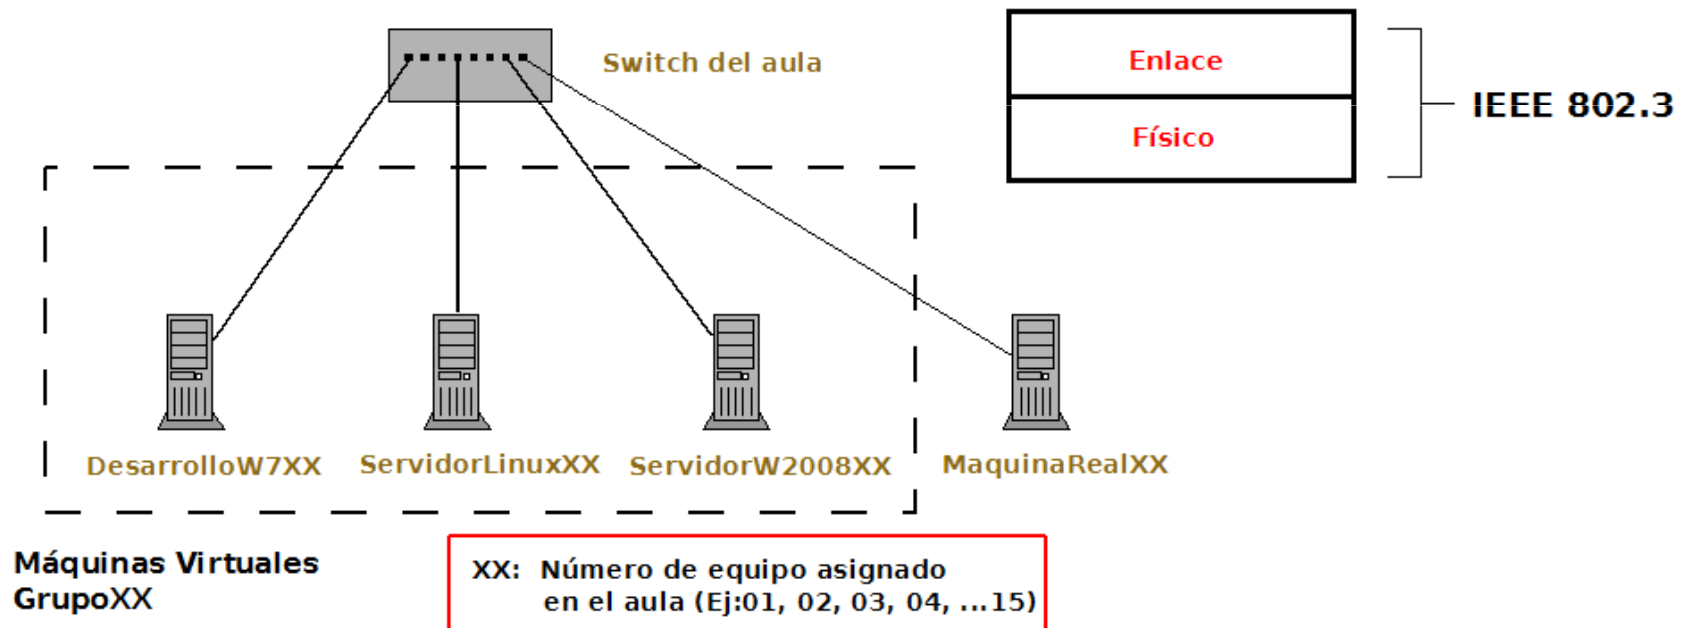 Switch del aula
Enlace
Físico
IEEE 802.3
DesarrolloW7XX
ServidorLinuxXX
ServidorW2008XX
MaquinaRealXX
Máquinas Virtuales
GrupoXX
XX: Número de equipo asignado
en el aula (Ej:01, 02, 03, 04, ...15)